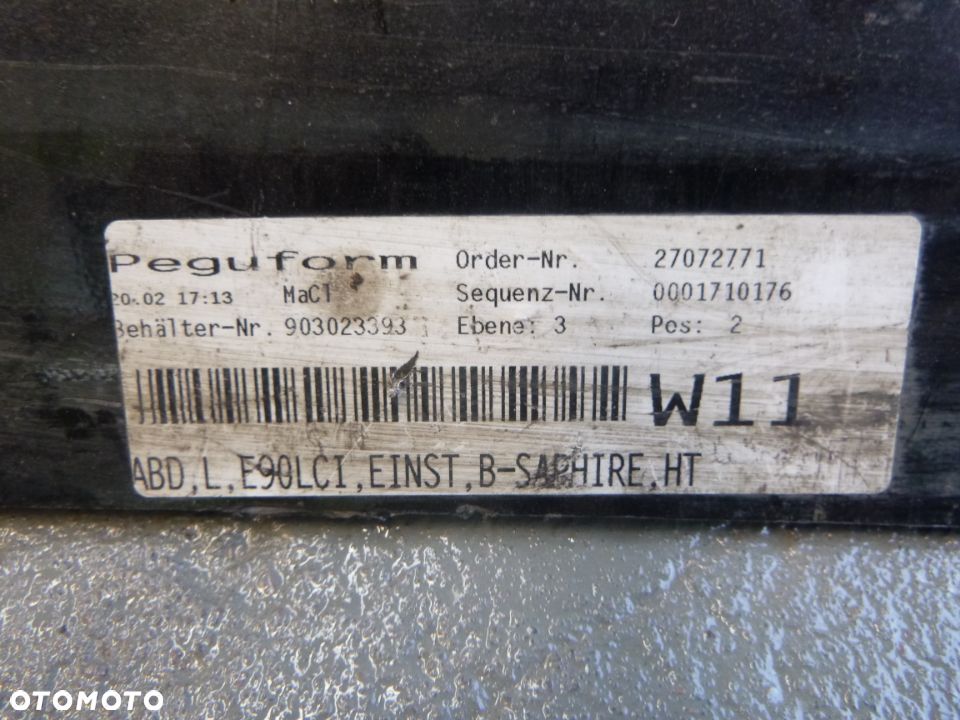 Peguform Order-Nr. 27072771
20.02 17:13 MaC1 Sequenz-Nr. 0001710176
Behälter-Nr. 903023393 Ebene: 3 Pos: 2
W11
ABD,L,E90LCI,EINST,B-SAPHIRE,HT
OTOMOTO